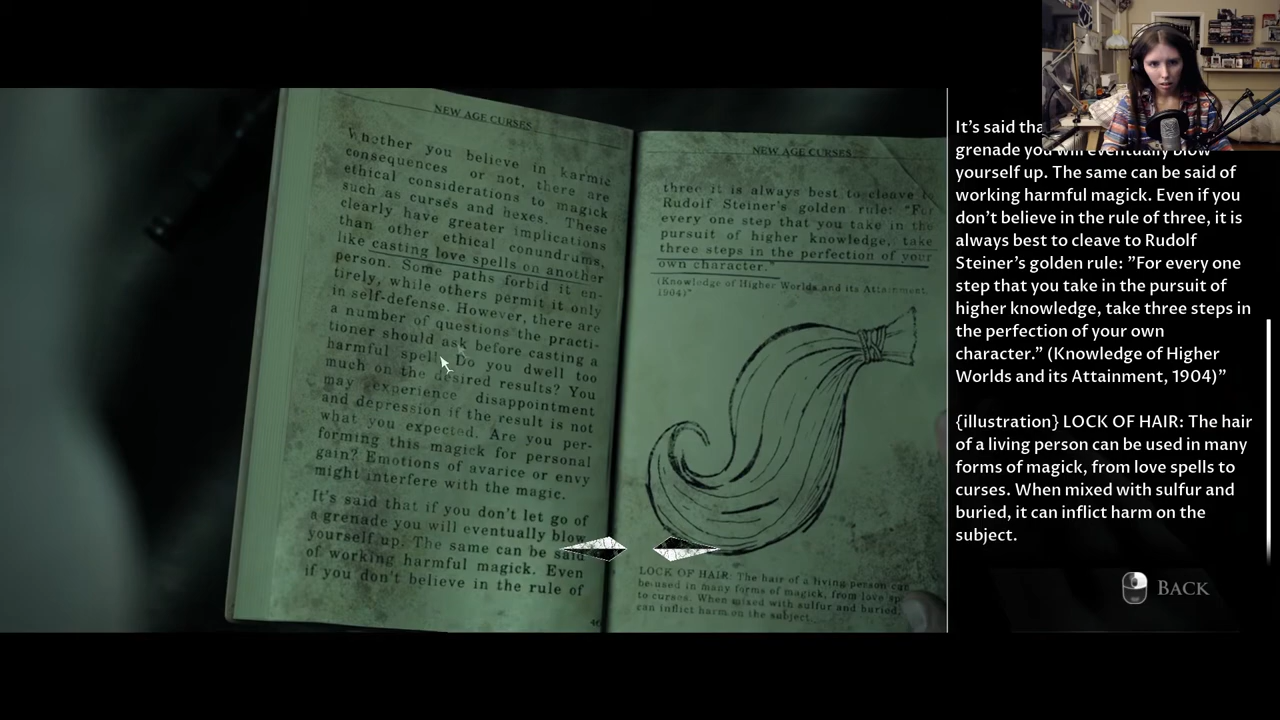 NEW AGE CURSES
Whether you believe in karmic
consequences or not, there are
ethical considerations to magick
such as curses and hexes. These
clearly have greater implications
than other ethical conundrums,
like casting love spells on another
person. Some paths forbid it en-
tirely, while others permit it only
in self-defense. However, there are
a number of questions the practi-
tioner should ask before casting a
harmful spell. Do you dwell too
much on the desired results? You
may experience disappointment
and depression if the result is not
what you expected. Are you per-
forming this magick for personal
gain? Emotions of avarice or envy
might interfere with the magic.
It's said that if you don't let go of
a grenade you will eventually blow
yourself up. The same can be said
of working harmful magick. Even
if you don't believe in the rule of
NEW AGE CURSES
three it is always best to cleave to
Rudolf Steiner's golden rule: "For
every one step that you take in the
pursuit of higher knowledge, take
three steps in the perfection of your
own character."
(Knowledge of Higher Worlds and its Attainment,
1904)"
LOCK OF HAIR: The hair of a living person can
be used in many forms of magick, from love sp
to curses. When mixed with sulfur and buried,
can inflict harm on the subject.
It's said tha
grenade you will eventually blow
yourself up. The same can be said of
working harmful magick. Even if you
don't believe in the rule of three, it is
always best to cleave to Rudolf
Steiner's golden rule: "For every one
step that you take in the pursuit of
higher knowledge, take three steps in
the perfection of your own
character." (Knowledge of Higher
Worlds and its Attainment, 1904)"
{illustration} LOCK OF HAIR: The hair
of a living person can be used in many
forms of magick, from love spells to
curses. When mixed with sulfur and
buried, it can inflict harm on the
subject.
BACK